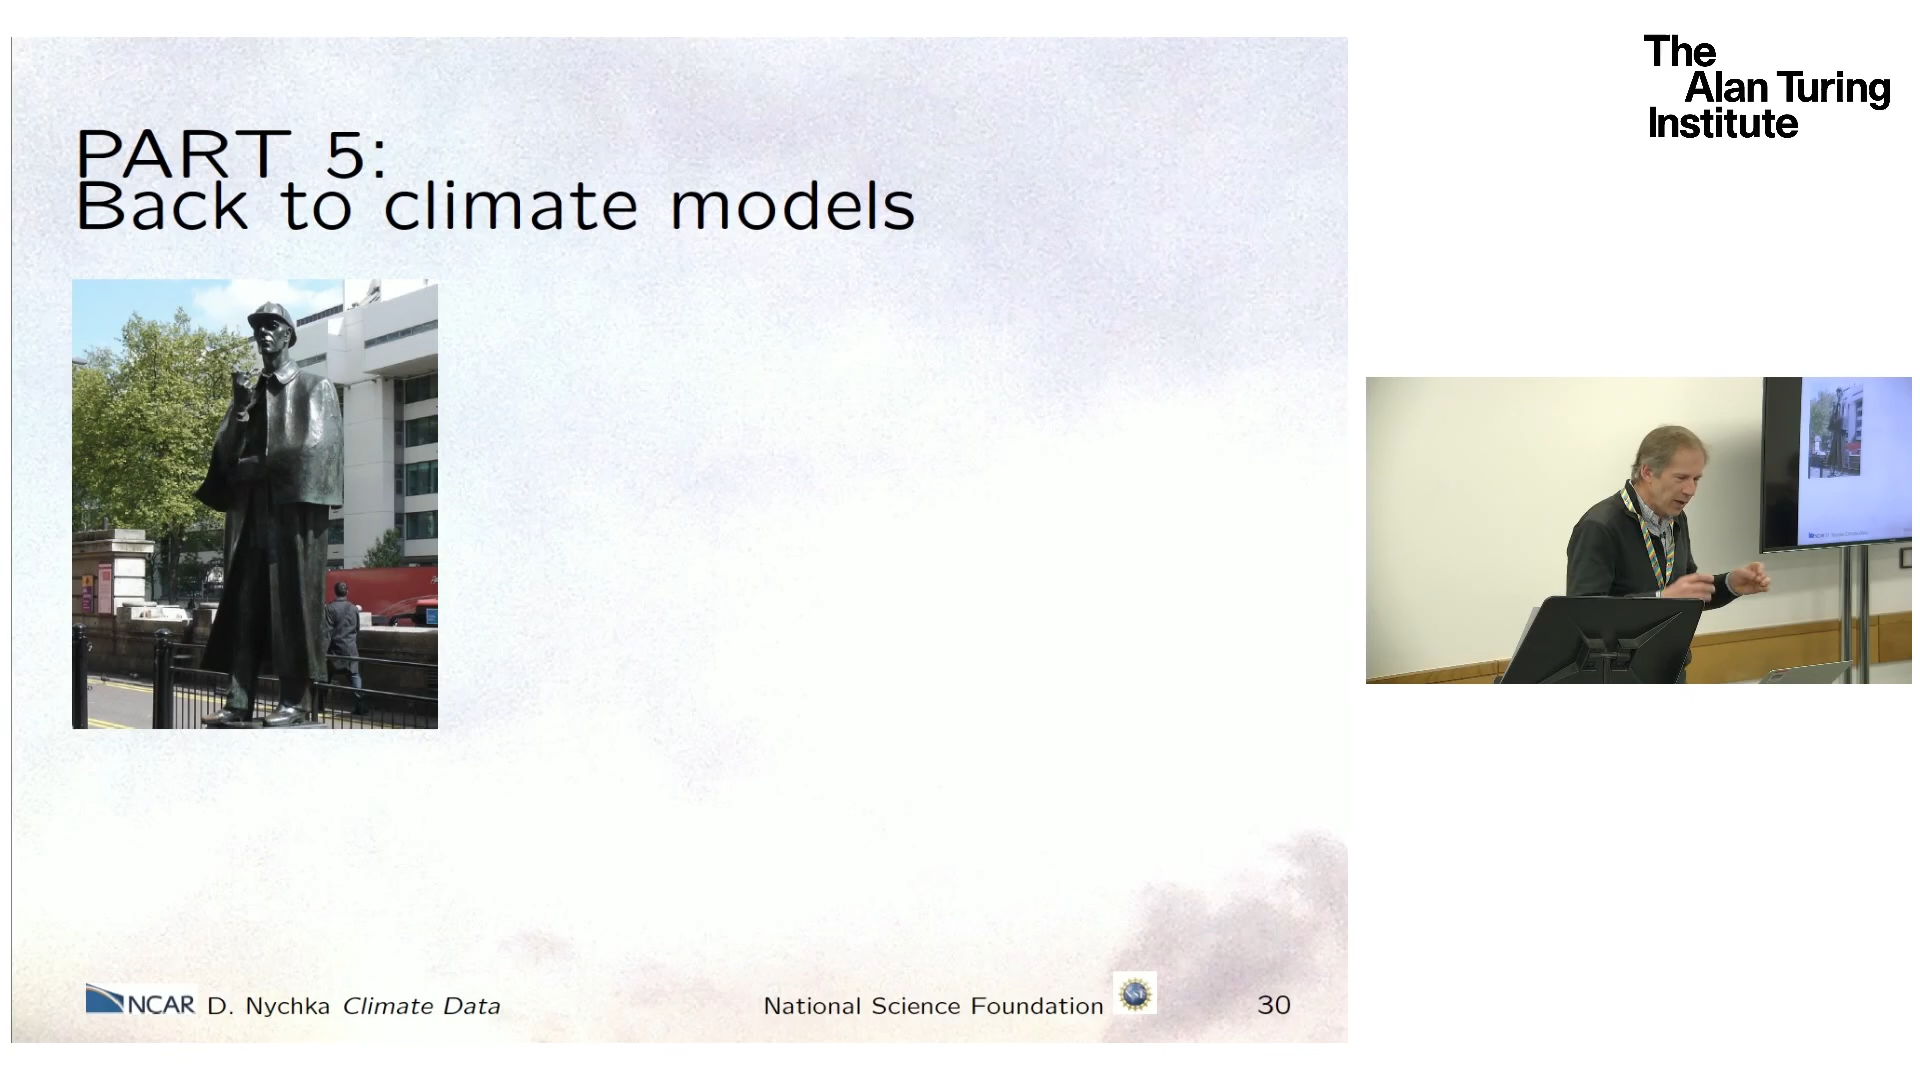 The
Alan Turing
Institute
PART 5:
Back to climate models
NCAR D. Nychka Climate Data
National Science Foundation
30